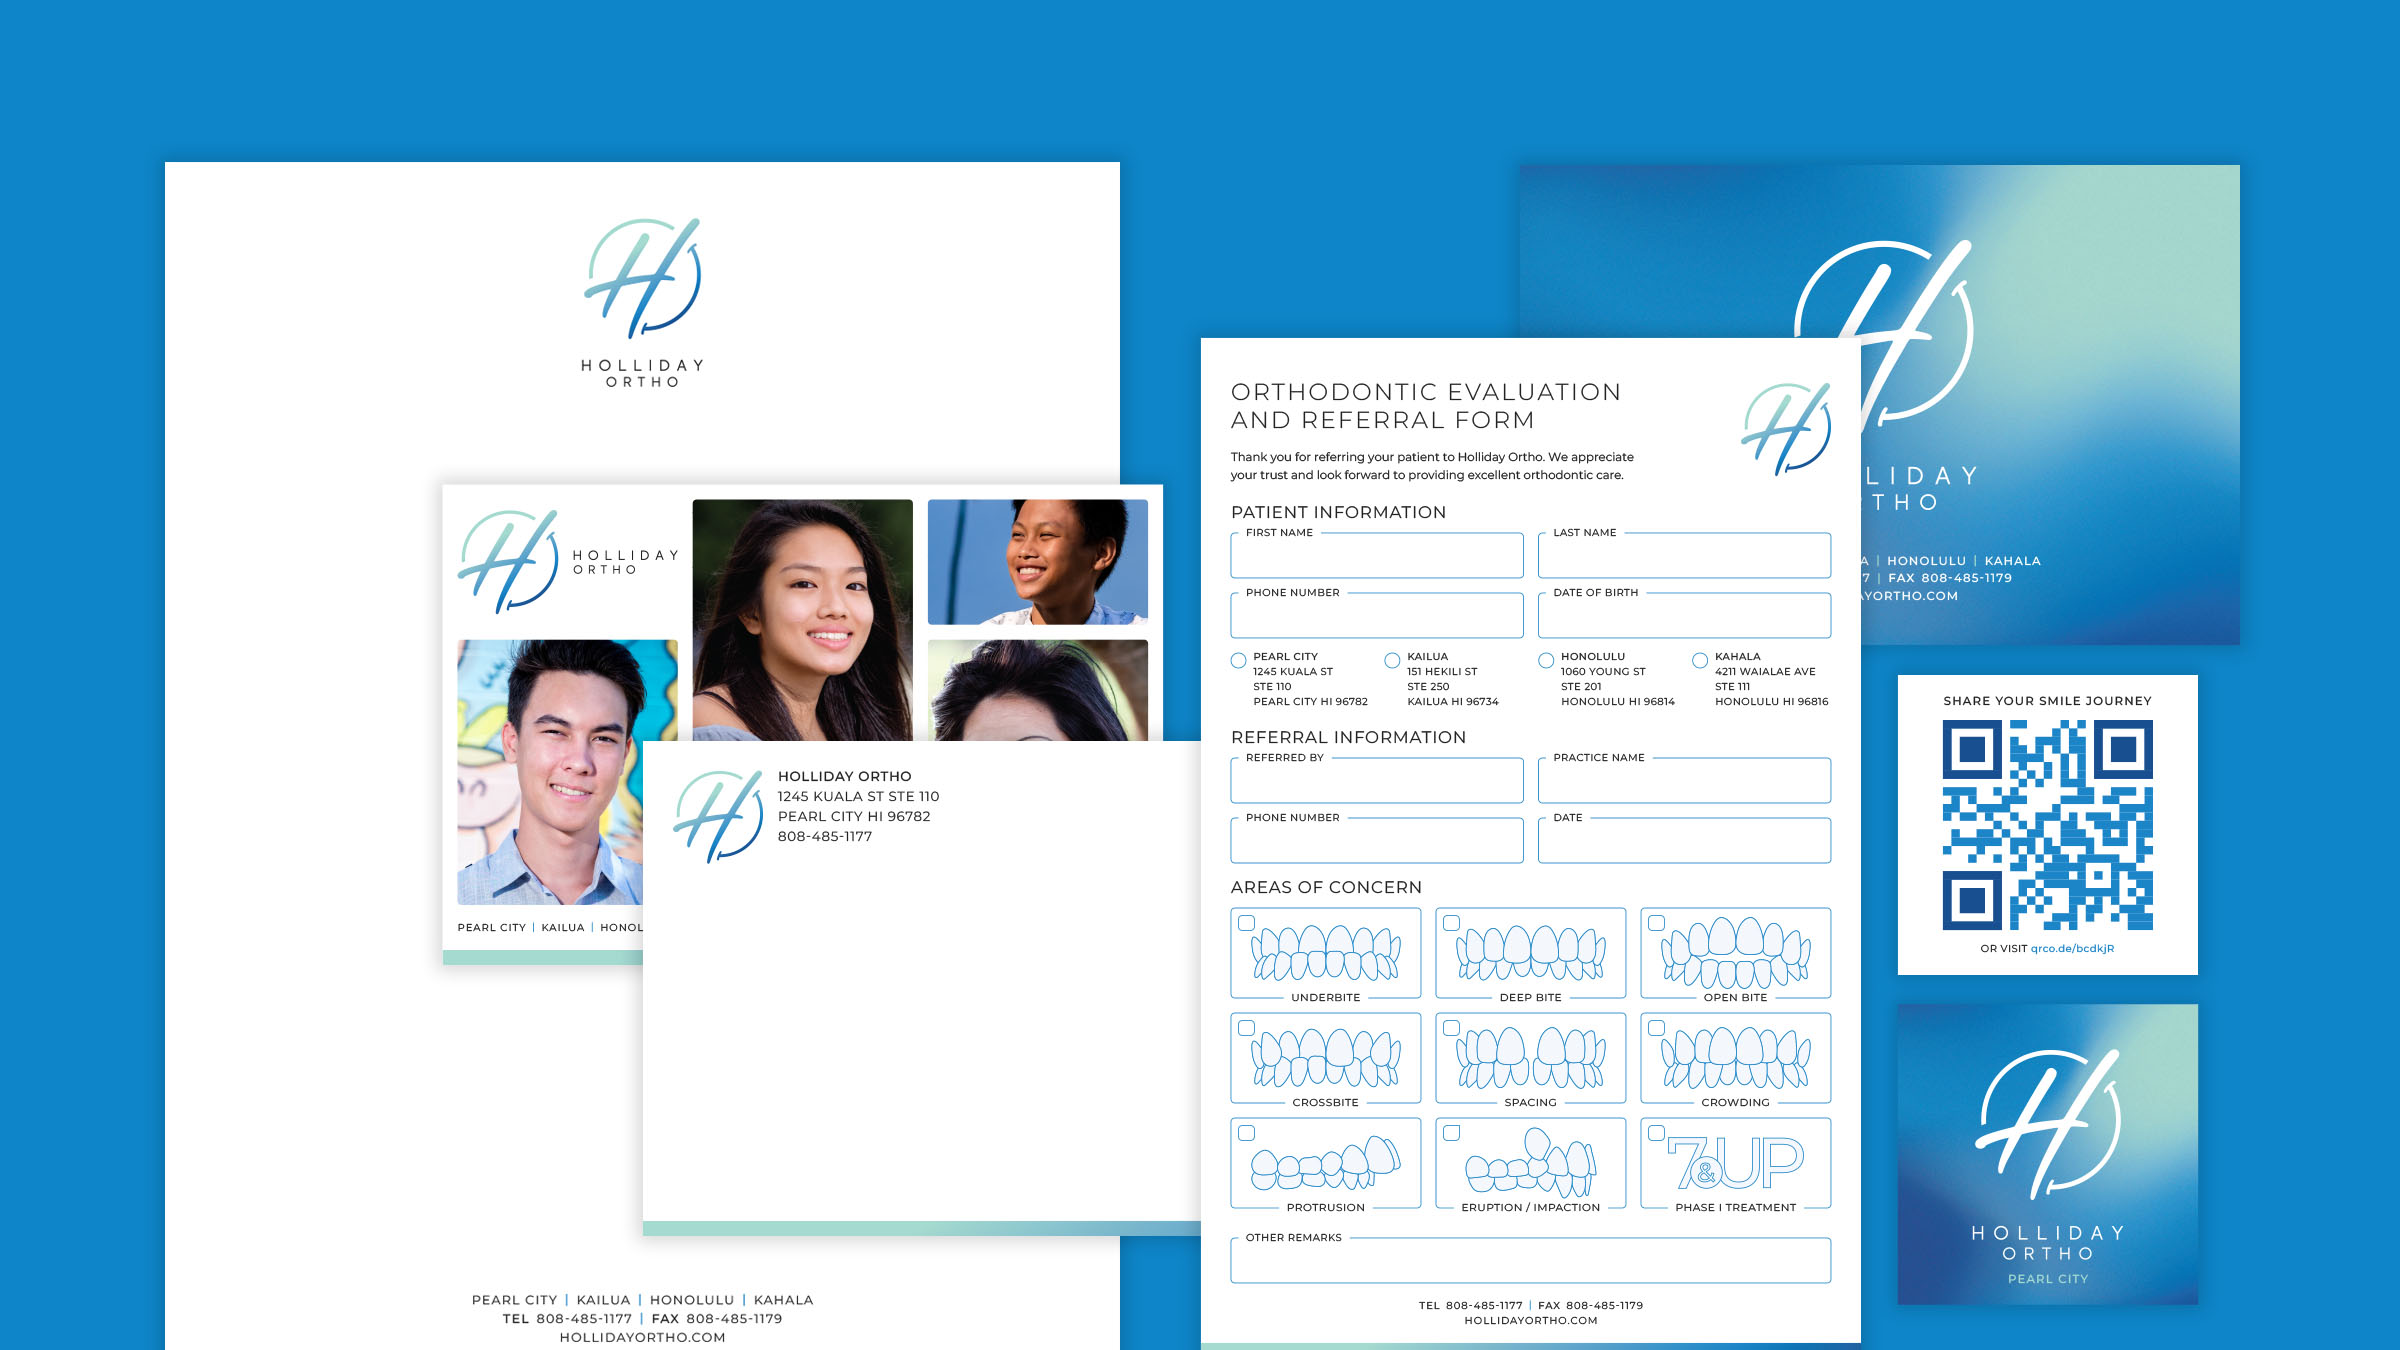 HOLLIDAY
ORTHO
HOLLIDAY
ORTHO
PEARL CITY | KAILUA |
HOLLIDAY ORTHO
1245 KUALA ST STE 110
PEARL CITY HI 96782
808-485-1177
PEARL CITY | KAILUA | HONOLULU | KAHALA
TEL 808-485-1177 | FAX 808-485-1179
HOLLIDAYORTHO.COM
ORTHODONTIC EVALUATION
AND REFERRAL FORM
Thank you for referring your patient to Holliday Ortho. We appreciate
your trust and look forward to providing excellent orthodontic care.
PATIENT INFORMATION
FIRST NAME
LAST NAME
PHONE NUMBER
DATE OF BIRTH
PEARL CITY
1245 KUALA ST
STE 110
PEARL CITY HI 96782
KAILUA
151 HEKILI ST
STE 250
KAILUA HI 96734
HONOLULU
1060 YOUNG ST
STE 201
HONOLULU HI 96814
KAHALA
4211 WAIALAE AVE
STE 111
HONOLULU HI 96816
REFERRAL INFORMATION
REFERRED BY
PRACTICE NAME
PHONE NUMBER
DATE
AREAS OF CONCERN
UNDERBITE
DEEP BITE
OPEN BITE
CROSSBITE
SPACING
CROWDING
PROTRUSION
ERUPTION / IMPACTION
7&UP
PHASE I TREATMENT
OTHER REMARKS
TEL 808-485-1177 | FAX 808-485-1179
HOLLIDAYORTHO.COM
LLIDAY
THO
A | HONOLULU | KAHALA
7 | FAX 808-485-1179
YORTHO.COM
SHARE YOUR SMILE JOURNEY
OR VISIT qrco.de/bcdkjR
HOLLIDAY
ORTHO
PEARL CITY